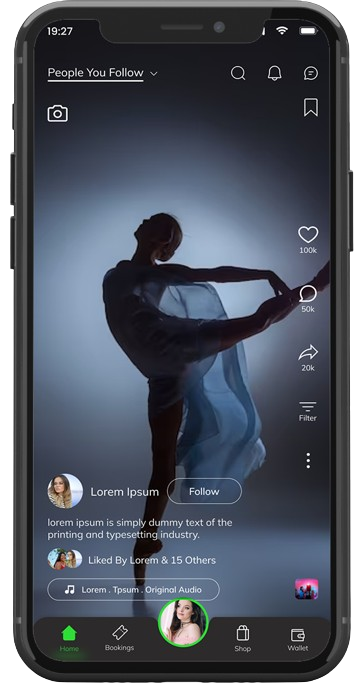 19:27
People You Follow
100k
50k
20k
Filter
Lorem Ipsum
Follow
lorem ipsum is simply dummy text of the
printing and typesetting industry.
Liked By Lorem & 15 Others
Lorem . Tpsum . Original Audio
Home
Bookings
Shop
Wallet